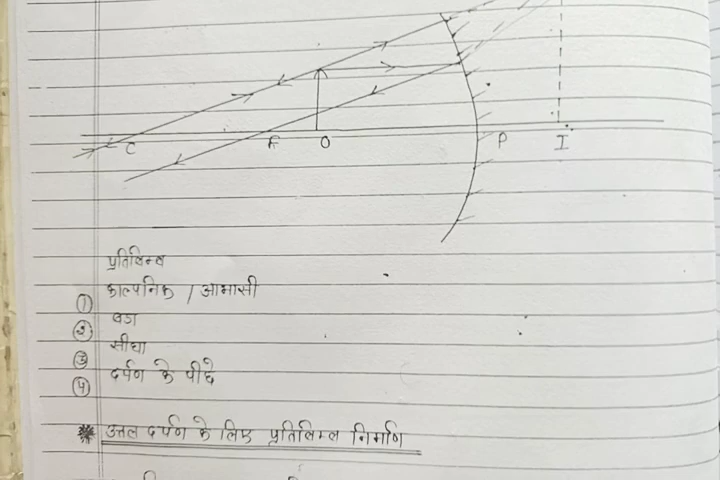 C F O P I
प्रतिबिम्ब
① काल्पनिक / आभासी
② बडा
③ सीधा
④ दर्पण के पीछे
* उत्तल दर्पण के लिए प्रतिबिम्ब निर्माण